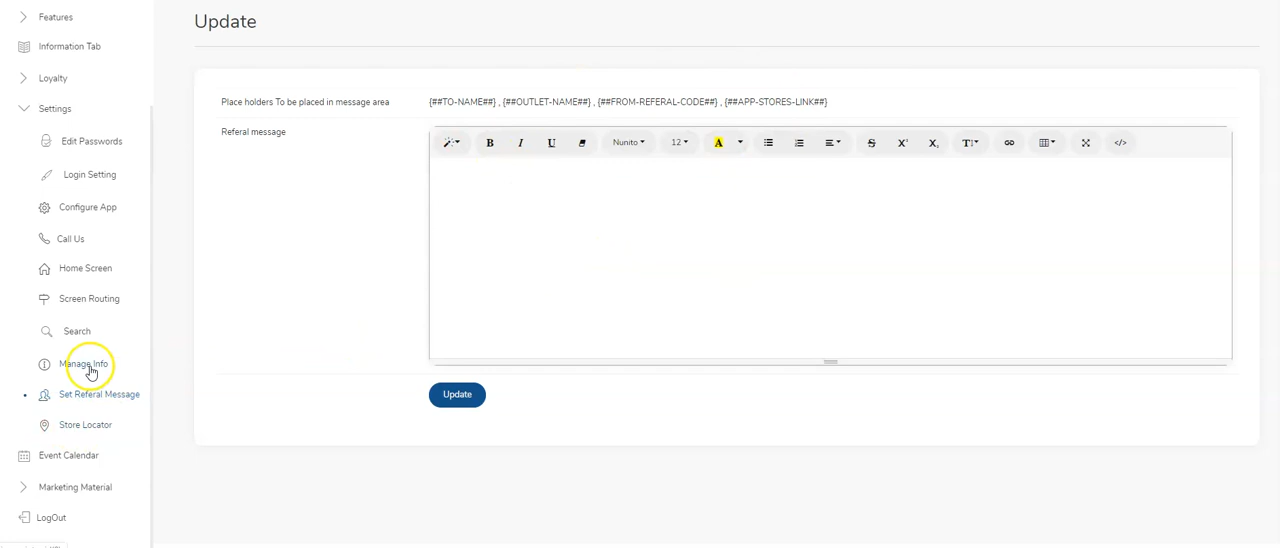 Features
Information Tab
Loyalty
Settings
Edit Passwords
Login Setting
Configure App
Call Us
Home Screen
Screen Routing
Search
Manage Info
Set Referal Message
Store Locator
Event Calendar
Marketing Material
LogOut
Update
Place holders To be placed in message area {##TO-NAME##} , {##OUTLET-NAME##} , {##FROM-REFERAL-CODE##} , {##APP-STORES-LINK##}
Referal message
B I U Nunito 12 A S X² X₂ T </>
Update